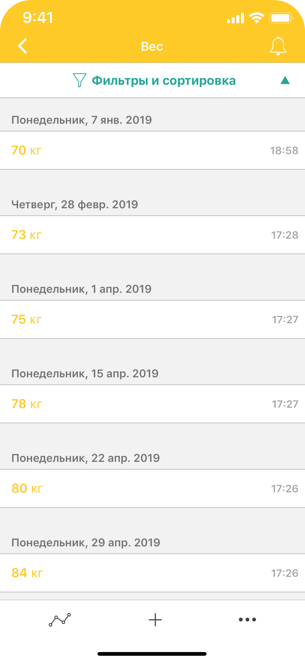 9:41
Вес
Фильтры и сортировка
Понедельник, 7 янв. 2019
70 кг 18:58
Четверг, 28 февр. 2019
73 кг 17:28
Понедельник, 1 апр. 2019
75 кг 17:27
Понедельник, 15 апр. 2019
78 кг 17:27
Понедельник, 22 апр. 2019
80 кг 17:26
Понедельник, 29 апр. 2019
84 кг 17:26